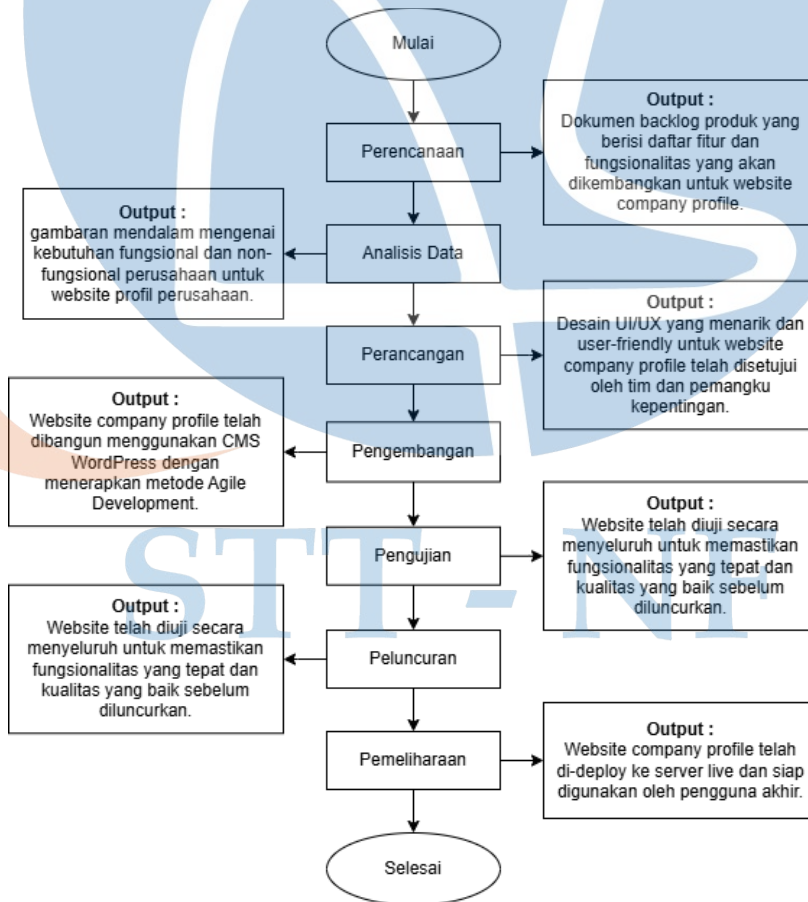 Mulai
Perencanaan
Output :
Dokumen backlog produk yang
berisi daftar fitur dan
fungsionalitas yang akan
dikembangkan untuk website
company profile.
Output :
gambaran mendalam mengenai
kebutuhan fungsional dan non-
fungsional perusahaan untuk
website profil perusahaan.
Analisis Data
Perancangan
Output :
Desain UI/UX yang menarik dan
user-friendly untuk website
company profile telah disetujui
oleh tim dan pemangku
kepentingan.
Output :
Website company profile telah
dibangun menggunakan CMS
WordPress dengan
menerapkan metode Agile
Development.
Pengembangan
Pengujian
Output :
Website telah diuji secara
menyeluruh untuk memastikan
fungsionalitas yang tepat dan
kualitas yang baik sebelum
diluncurkan.
STT - NF
Output :
Website telah diuji secara
menyeluruh untuk memastikan
fungsionalitas yang tepat dan
kualitas yang baik sebelum
diluncurkan.
Peluncuran
Pemeliharaan
Output :
Website company profile telah
di-deploy ke server live dan siap
digunakan oleh pengguna akhir.
Selesai